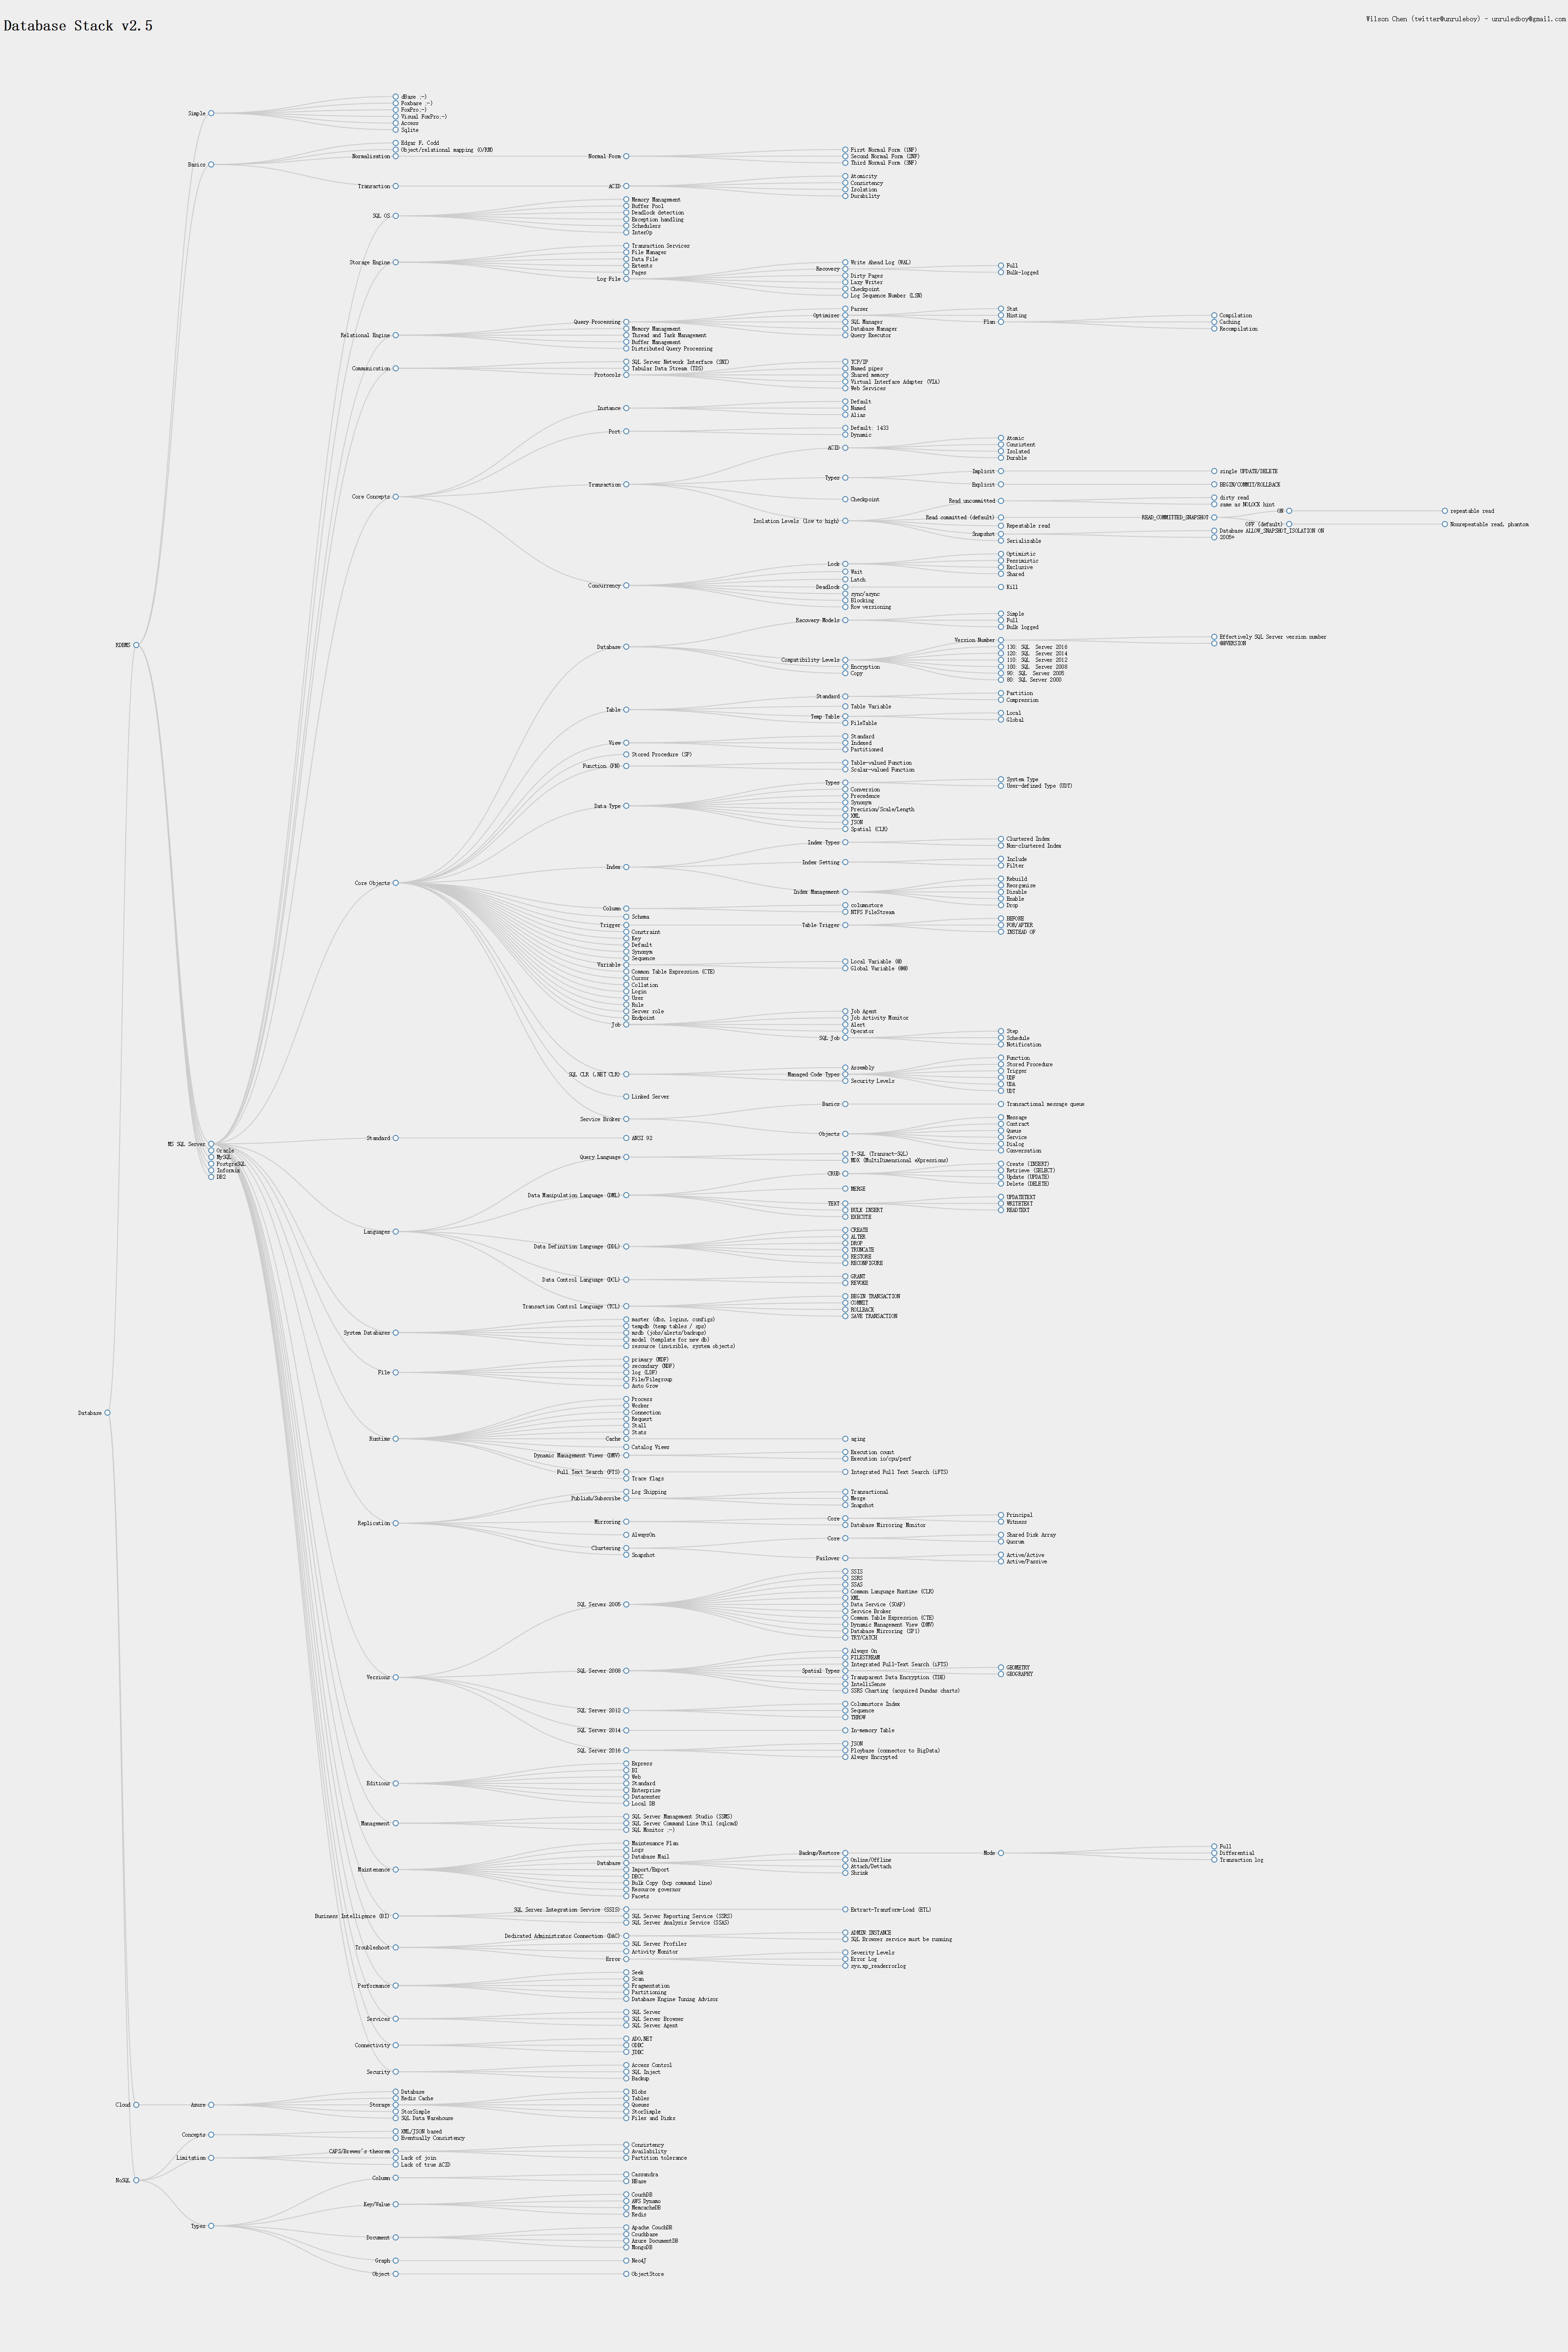 Database Stack v2.5
Wilson Chen (twitter@unruleboy) - unruledboy@gmail.com
Simple
dBase ;-)
Foxbase ;-)
FoxPro;-)
Visual FoxPro;-)
Access
Sqlite
Basics
Edgar F. Codd
Object/relational mapping (O/RM)
Normalisation
Normal Form
First Normal Form (1NF)
Second Normal Form (2NF)
Third Normal Form (3NF)
Transaction
ACID
Atomicity
Consistency
Isolation
Durability
SQL OS
Memory Management
Buffer Pool
Deadlock detection
Exception handling
Schedulers
InterOp
Storage Engine
Transaction Services
File Manager
Data File
Extents
Pages
Log File
Write Ahead Log (WAL)
Recovery
Full
Bulk-logged
Dirty Pages
Lazy Writer
Checkpoint
Log Sequence Number (LSN)
Relational Engine
Query Processing
Parser
Optimizer
Stat
Hinting
Plan
Compilation
Caching
Recompilation
SQL Manager
Database Manager
Query Executor
Memory Management
Thread and Task Management
Buffer Management
Distributed Query Processing
Communication
SQL Server Network Interface (SNI)
Tabular Data Stream (TDS)
Protocols
TCP/IP
Named pipes
Shared memory
Virtual Interface Adapter (VIA)
Web Services
Core Concepts
Instance
Default
Named
Alias
Port
Default: 1433
Dynamic
Transaction
ACID
Atomic
Consistent
Isolated
Durable
Types
Implicit
single UPDATE/DELETE
Explicit
BEGIN/COMMIT/ROLLBACK
Checkpoint
Isolation Levels (low to high)
Read uncommitted
dirty read
same as NOLOCK hint
Read committed (default)
READ_COMMITTED_SNAPSHOT
ON
repeatable read
OFF (default)
Nonrepeatable read, phantom
Repeatable read
Snapshot
Database ALLOW_SNAPSHOT_ISOLATION ON
2005+
Serializable
Concurrency
Lock
Optimistic
Pessimistic
Exclusive
Shared
Wait
Latch
Deadlock
Kill
sync/async
Blocking
Row versioning
RDBMS
Core Objects
Database
Recovery Models
Simple
Full
Bulk logged
Compatibility Levels
Version Number
Effectively SQL Server version number
@@VERSION
130: SQL  Server 2016
120: SQL  Server 2014
110: SQL  Server 2012
100: SQL  Server 2008
90: SQL  Server 2005
80: SQL Server 2000
Encryption
Copy
Table
Standard
Partition
Compression
Table Variable
Temp Table
Local
Global
FileTable
View
Standard
Indexed
Partitioned
Stored Procedure (SP)
Function (FN)
Table-valued Function
Scalar-valued Function
Data Type
Types
System Type
User-defined Type (UDT)
Conversion
Precedence
Synonym
Precision/Scale/Length
XML
JSON
Spatial (CLR)
Index
Index Types
Clustered Index
Non-clustered Index
Index Setting
Include
Filter
Index Management
Rebuild
Reorganise
Disable
Enable
Drop
Column
columnstore
NTFS FileStream
Schema
Trigger
Table Trigger
BEFORE
FOR/AFTER
INSTEAD OF
Constraint
Key
Default
Synonym
Sequence
Variable
Local Variable (@)
Global Variable (@@)
Common Table Expression (CTE)
Cursor
Collation
Login
User
Rule
Server role
Endpoint
Job
Job Agent
Job Activity Monitor
Alert
Operator
SQL Job
Step
Schedule
Notification
SQL CLR (.NET CLR)
Assembly
Managed Code Types
Function
Stored Procedure
Trigger
UDF
UDA
UDT
Security Levels
Linked Server
Service Broker
Basics
Transactional message queue
Objects
Message
Contract
Queue
Service
Dialog
Conversation
MS SQL Server
Oracle
MySQL
PostgreSQL
Informix
DB2
Standard
ANSI 92
Languages
Query Language
T-SQL (Transact-SQL)
MDX (MultiDimensional eXpressions)
Data Manipulation Language (DML)
CRUD
Create (INSERT)
Retrieve (SELECT)
Update (UPDATE)
Delete (DELETE)
MERGE
TEXT
UPDATETEXT
WRITETEXT
READTEXT
BULK INSERT
EXECUTE
Data Definition Language (DDL)
CREATE
ALTER
DROP
TRUNCATE
RESTORE
RECONFIGURE
Data Control Language (DCL)
GRANT
REVOKE
Transaction Control Language (TCL)
BEGIN TRANSACTION
COMMIT
ROLLBACK
SAVE TRANSACTION
System Databases
master (dbs, logins, configs)
tempdb (temp tables / sps)
msdb (jobs/alerts/backups)
model (template for new db)
resource (invisible, system objects)
File
primary (MDF)
secondary (NDF)
log (LDF)
File/Filegroup
Auto Grow
Database
Runtime
Process
Worker
Connection
Request
Stall
Stats
Cache
aging
Catalog Views
Dynamic Management Views (DMV)
Execution count
Execution io/cpu/perf
Full Text Search (FTS)
Integrated Full Text Search (iFTS)
Trace flags
Replication
Log Shipping
Publish/Subscribe
Transactional
Merge
Snapshot
Mirroring
Core
Principal
Witness
Database Mirroring Monitor
AlwaysOn
Clustering
Core
Shared Disk Array
Quorum
Failover
Active/Active
Active/Passive
Snapshot
Versions
SQL Server 2005
SSIS
SSRS
SSAS
Common Language Runtime (CLR)
XML
Data Service (SOAP)
Service Broker
Common Table Expression (CTE)
Dynamic Management View (DMV)
Database Mirroring (SP1)
TRY/CATCH
SQL Server 2008
Always On
FILESTREAM
Integrated Full-Text Search (iFTS)
Spatial Types
GEOMETRY
GEOGRAPHY
Transparent Data Encryption (TDE)
IntelliSense
SSRS Charting (acquired Dundas charts)
SQL Server 2012
Columnstore Index
Sequence
THROW
SQL Server 2014
In-memory Table
SQL Server 2016
JSON
Ploybase (connector to BigData)
Always Encrypted
Editions
Express
BI
Web
Standard
Enterprise
Datacenter
Local DB
Management
SQL Server Management Studio (SSMS)
SQL Server Command Line Util (sqlcmd)
SQL Monitor ;-)
Maintenance
Maintenance Plan
Logs
Database Mail
Database
Backup/Restore
Mode
Full
Differential
Transaction log
Online/Offline
Attach/Dettach
Shrink
Import/Export
DBCC
Bulk Copy (bcp command line)
Resource governor
Facets
Business Intelligence (BI)
SQL Server Integration Service (SSIS)
Extract-Transform-Load (ETL)
SQL Server Reporting Service (SSRS)
SQL Server Analysis Service (SSAS)
Troubleshoot
Dedicated Administrator Connection (DAC)
ADMIN:INSTANCE
SQL Browser service must be running
SQL Server Profiler
Activity Monitor
Error
Severity Levels
Error Log
sys.xp_readerrorlog
Performance
Seek
Scan
Fragmentation
Partitioning
Database Engine Tuning Advisor
Services
SQL Server
SQL Server Browser
SQL Server Agent
Connectivity
ADO.NET
ODBC
JDBC
Security
Access Control
SQL Inject
Backup
Cloud
Azure
Database
Redis Cache
Storage
Blobs
Tables
Queues
StorSimple
Files and Disks
StorSimple
SQL Data Warehouse
NoSQL
Concepts
XML/JSON based
Eventually Consistency
Limitation
CAPS/Brewer's theorem
Consistency
Availability
Partition tolerance
Lack of join
Lack of true ACID
Types
Column
Cassandra
HBase
Key/Value
CouchDB
AWS Dynamo
MemcacheDB
Redis
Document
Apache CouchDB
Couchbase
Azure DocumentDB
MongoDB
Graph
Neo4J
Object
ObjectStore